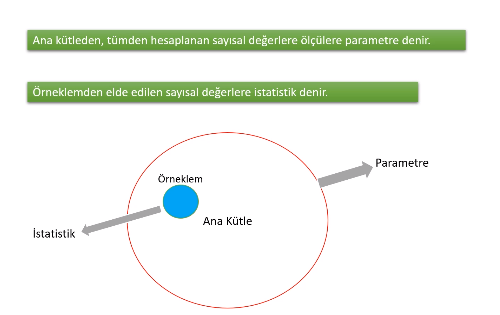 Ana kütleden, tümden hesaplanan sayısal değerlere ölçülere parametre denir.
Örneklemden elde edilen sayısal değerlere istatistik denir.
Parametre
Örneklem
Ana Kütle
İstatistik